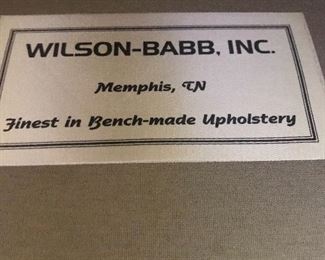 WILSON-BABB, INC.
Memphis, TN
Finest in Bench-made Upholstery